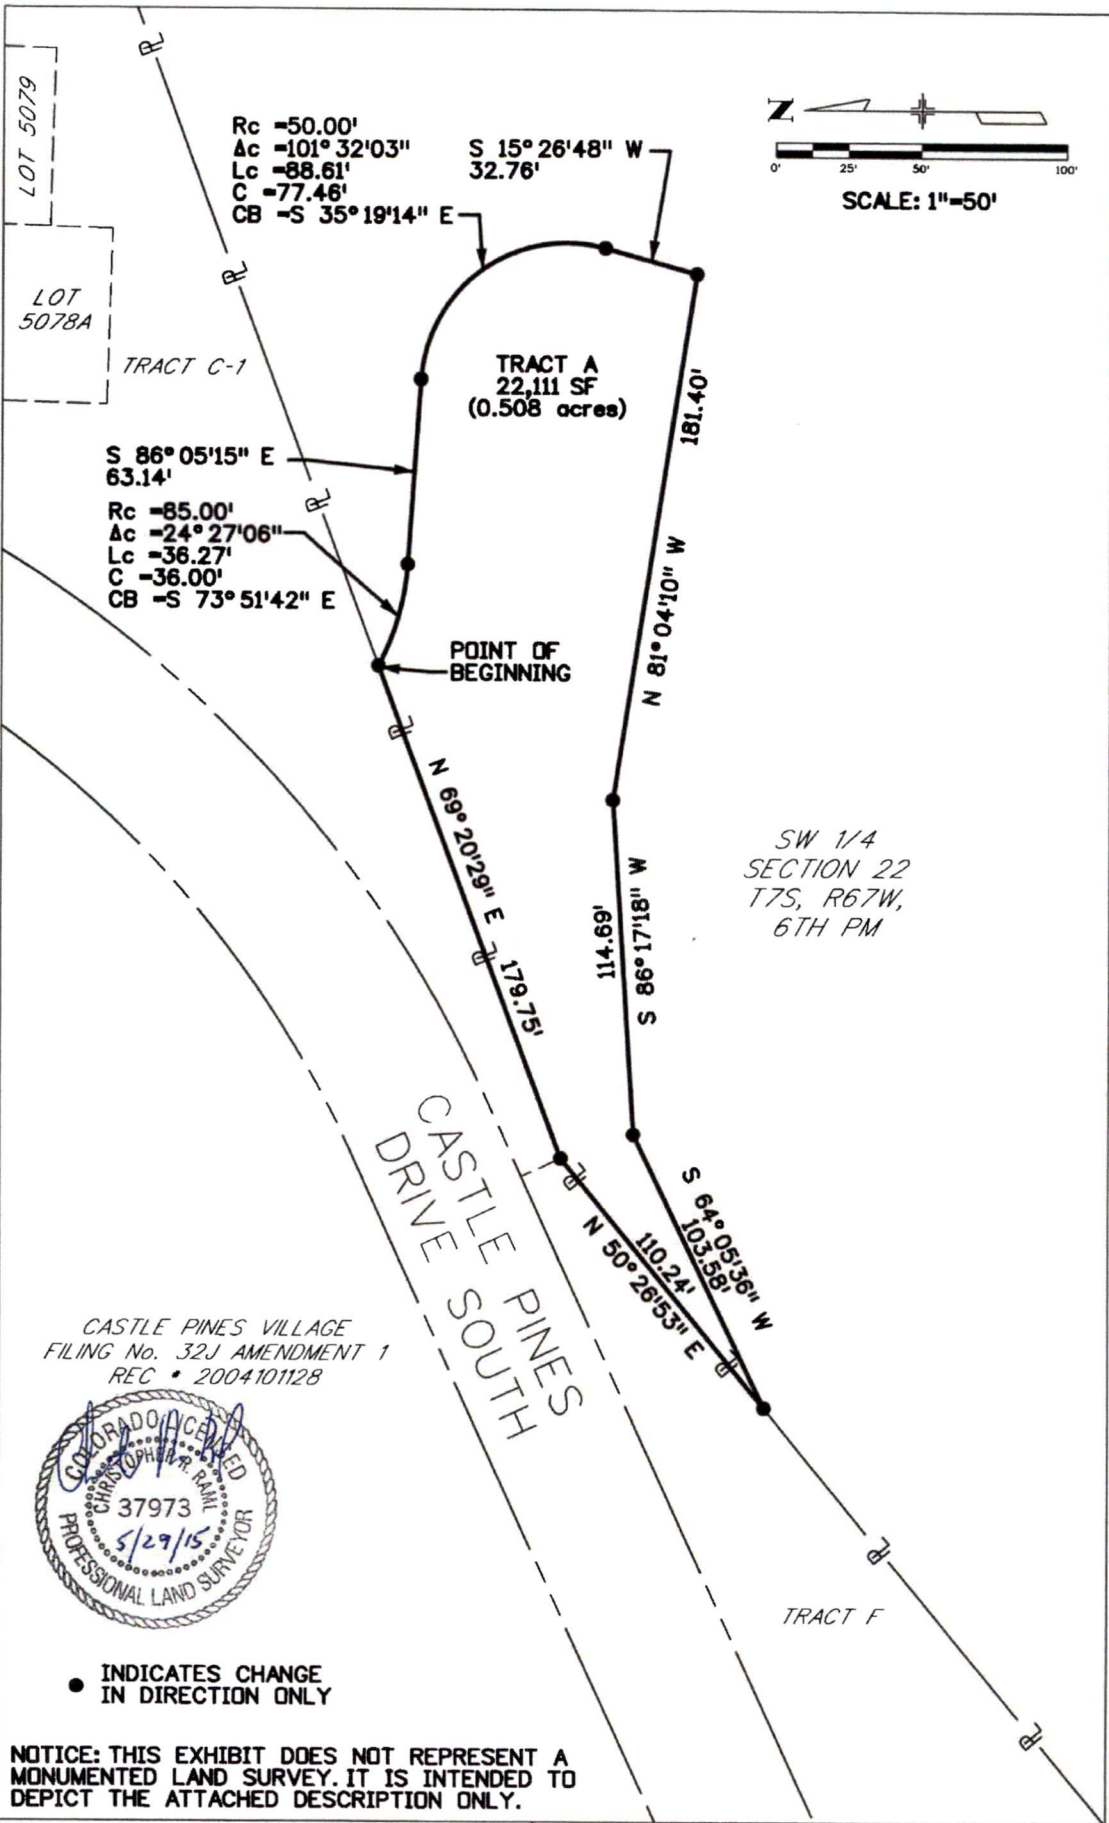 LOT 5079
Rc =50.00'
Δc =101°32'03"
Lc =88.61'
C =77.46'
CB =S 35°19'14" E
S 15°26'48" W
32.76'
N
0' 25' 50' 100'
SCALE: 1"=50'
LOT
5078A
TRACT C-1
TRACT A
22,111 SF
(0.508 acres)
181.40'
N 81°04'10" W
S 86°05'15" E
63.14'
Rc =85.00'
Δc =24°27'06"
Lc =36.27'
C =36.00'
CB =S 73°51'42" E
POINT OF
BEGINNING
N 69°20'29" E 179.75'
SW 1/4
SECTION 22
T7S, R67W,
6TH PM
114.69'
S 86°17'18" W
CASTLE PINES
DRIVE SOUTH
S 64°05'36" W
103.58'
110.24'
N 50°26'53" E
CASTLE PINES VILLAGE
FILING No. 32J AMENDMENT 1
REC • 2004101128
COLORADO LICENSED
CHRISTOPHER R. RAML
37973
5/29/15
PROFESSIONAL LAND SURVEYOR
TRACT F
INDICATES CHANGE
IN DIRECTION ONLY
NOTICE: THIS EXHIBIT DOES NOT REPRESENT A
MONUMENTED LAND SURVEY. IT IS INTENDED TO
DEPICT THE ATTACHED DESCRIPTION ONLY.